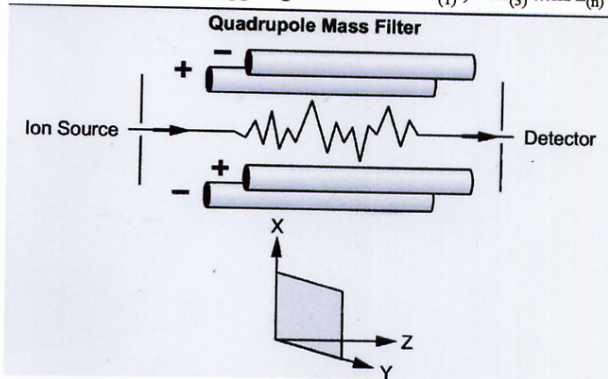 Quadrupole Mass Filter
−
+
Ion Source
Detector
+
−
X
Z
Y